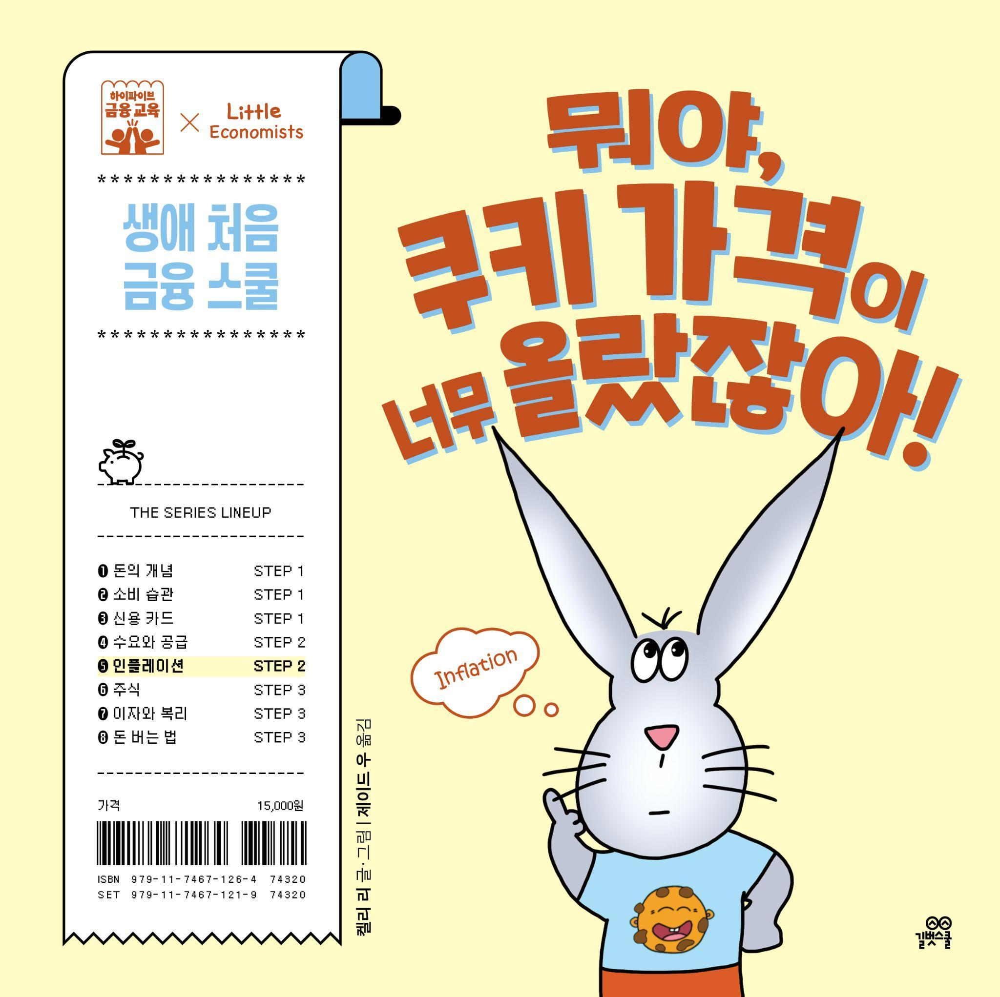 하이파이브
금융 교육
×
Little
Economists
****************
생애 처음
금융 스쿨
****************
THE SERIES LINEUP
❶ 돈의 개념 STEP 1
❷ 소비 습관 STEP 1
❸ 신용 카드 STEP 1
❹ 수요와 공급 STEP 2
❺ 인플레이션 STEP 2
❻ 주식 STEP 3
❼ 이자와 복리 STEP 3
❽ 돈 버는 법 STEP 3
가격 15,000원
ISBN 979-11-7467-126-4 74320
SET 979-11-7467-121-9 74320
켈리 리 글·그림 | 제이드 우 옮김
뭐야,
쿠키 가격이
너무 올랐잖아!
Inflation
길벗스쿨